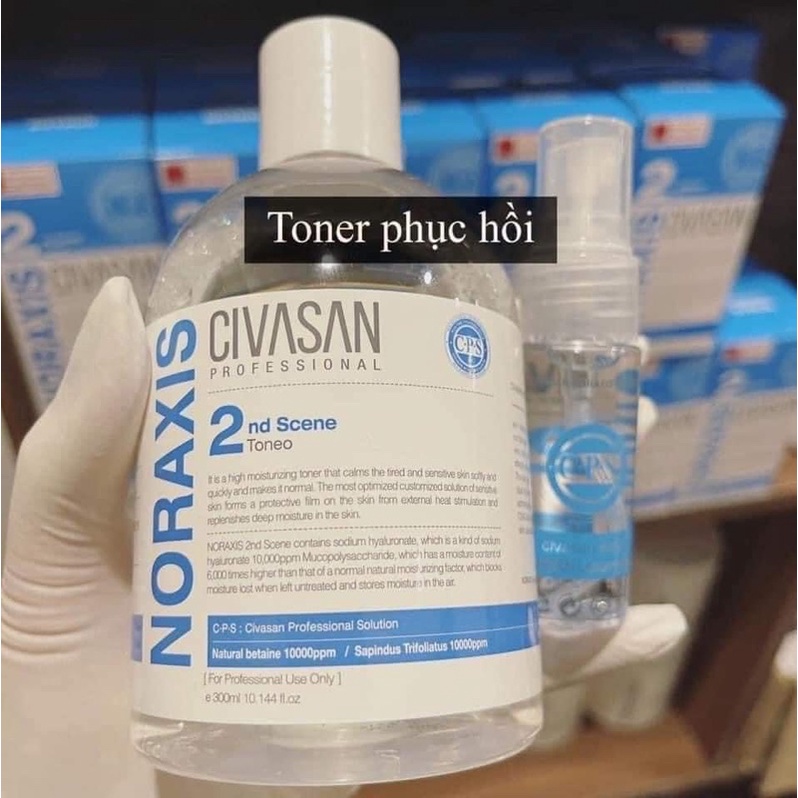 Toner phục hồi
NORAXIS
CIVASAN
PROFESSIONAL
C·P·S
2nd Scene
Toneo
It is a high moisturizing toner that calms the tired and sensitive skin softly and
quickly and makes it normal. The most optimized customized solution of sensitive
skin forms a protective film on the skin from external heat stimulation and
replenishes deep moisture in the skin.
NORAXIS 2nd Scene contains sodium hyaluronate, which is a kind of sodium
hyaluronate 10,000ppm Mucopolysaccharide, which has a moisture content of
6,000 times higher than that of a normal natural moisturizing factor, which blocks
moisture lost when left untreated and stores moisture in the air.
C·P·S : Civasan Professional Solution
Natural betaine 10000ppm / Sapindus Trifoliatus 10000ppm
[ For Professional Use Only ]
e 300ml 10.144 fl.oz
C·P·S
CIVASAN
NORAXIS
2
CIVASAN
2